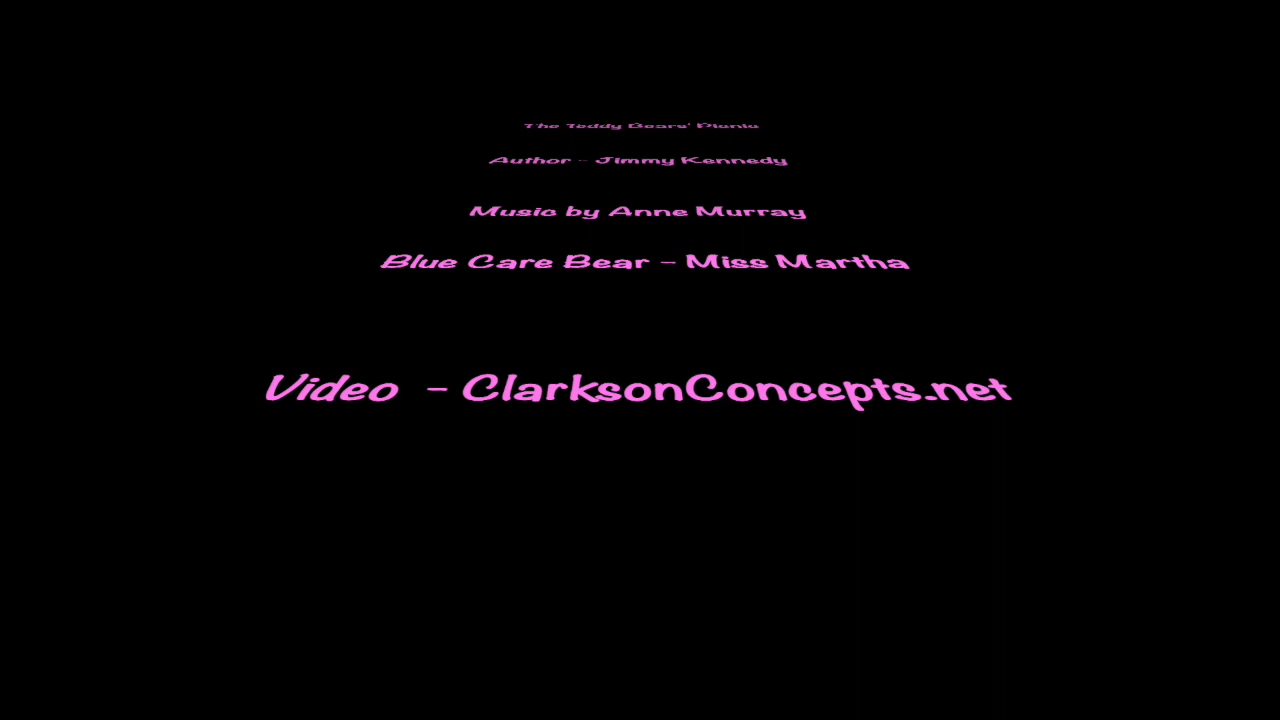 The Teddy Bears' Picnic
Author - Jimmy Kennedy
Music by Anne Murray
Blue Care Bear - Miss Martha
Video - ClarksonConcepts.net